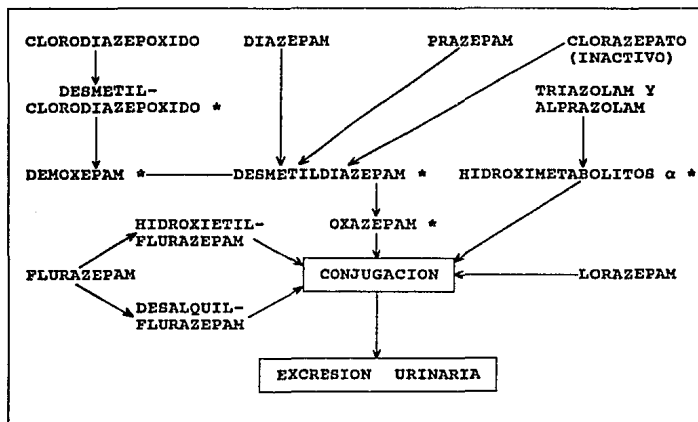 CLORODIAZEPOXIDO DIAZEPAM PRAZEPAM CLORAZEPATO
(INACTIVO)
DESMETIL-
CLORODIAZEPOXIDO *
TRIAZOLAM Y
ALPRAZOLAM
DEMOXEPAM * DESMETILDIAZEPAM * HIDROXIMETABOLITOS α *
HIDROXIETIL-
FLURAZEPAM
OXAZEPAM *
FLURAZEPAM
CONJUGACION
LORAZEPAM
DESALQUIL-
FLURAZEPAM
EXCRESION URINARIA